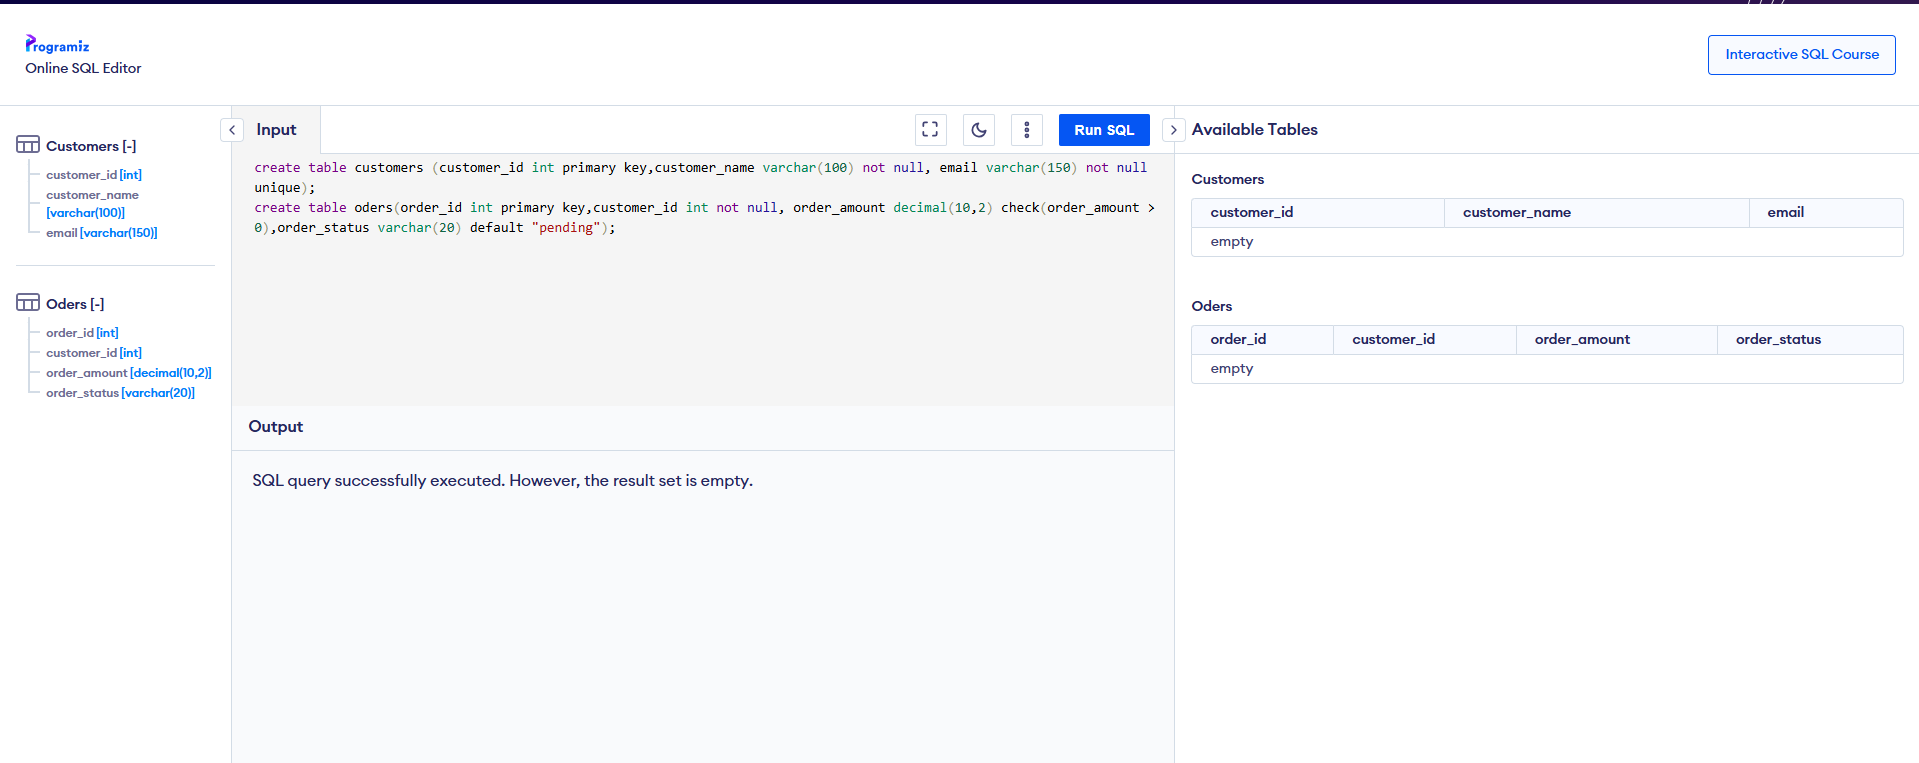 Programiz
Online SQL Editor
Interactive SQL Course
Customers [-]
customer_id [int]
customer_name
[varchar(100)]
email [varchar(150)]
Oders [-]
order_id [int]
customer_id [int]
order_amount [decimal(10,2)]
order_status [varchar(20)]
Input
Run SQL
create table customers (customer_id int primary key,customer_name varchar(100) not null, email varchar(150) not null
unique);
create table oders(order_id int primary key,customer_id int not null, order_amount decimal(10,2) check(order_amount >
0),order_status varchar(20) default "pending");
Output
SQL query successfully executed. However, the result set is empty.
Available Tables
Customers
customer_id customer_name email
empty
Oders
order_id customer_id order_amount order_status
empty